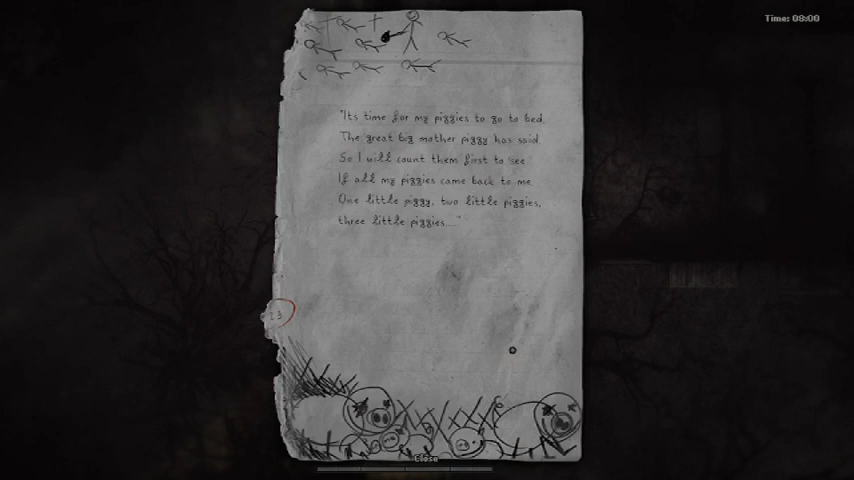 Time: 08:00
"Its time for my piggies to go to bed.
The great big mother piggy has said.
So I will count them first to see
If all my piggies came back to me.
One little piggy, two little piggies,
three little piggies...."
23
Close